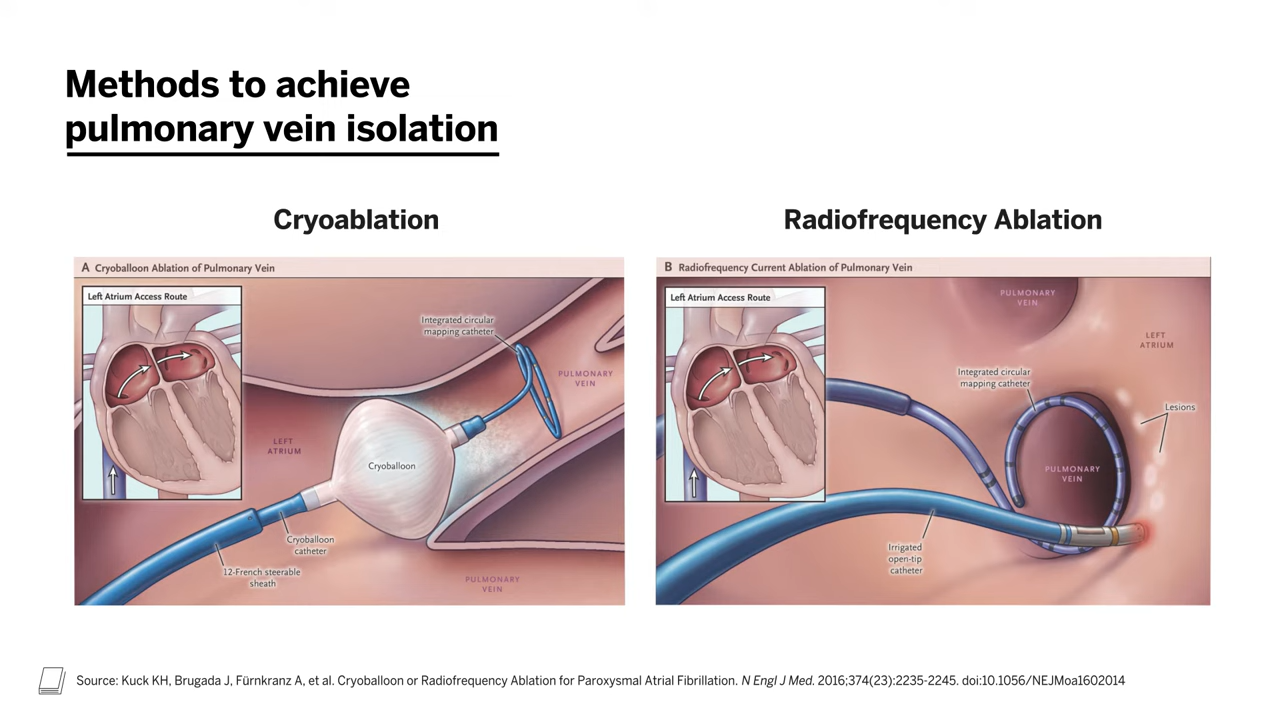 Methods to achieve
pulmonary vein isolation
Cryoablation
A Cryoballoon Ablation of Pulmonary Vein
Left Atrium Access Route
Integrated circular
mapping catheter
PULMONARY
VEIN
LEFT
ATRIUM
Cryoballoon
Cryoballoon
catheter
12-French steerable
sheath
PULMONARY
VEIN
Radiofrequency Ablation
B Radiofrequency Current Ablation of Pulmonary Vein
Left Atrium Access Route
PULMONARY
VEIN
LEFT
ATRIUM
Integrated circular
mapping catheter
Lesions
PULMONARY
VEIN
Irrigated
open-tip
catheter
Source: Kuck KH, Brugada J, Fürnkranz A, et al. Cryoballoon or Radiofrequency Ablation for Paroxysmal Atrial Fibrillation. N Engl J Med. 2016;374(23):2235-2245. doi:10.1056/NEJMoa1602014